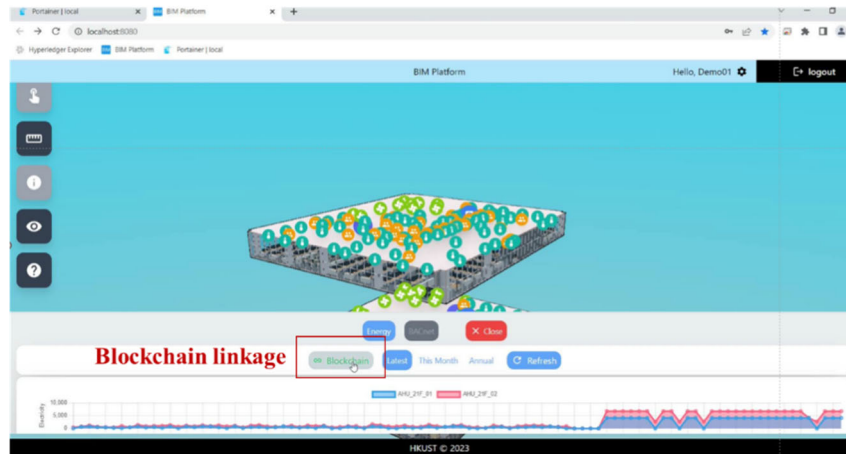 Portainer | local
BIM Platform
localhost:8080
Hyperledger Explorer
BIM Platform
Portainer | local
BIM Platform
Hello, Demo01
logout
Energy
BACnet
× Close
Blockchain linkage
Blockchain
Latest
This Month
Annual
Refresh
AHU_21F_01
AHU_21F_02
Electricity
10,000
5,000
0
HKUST © 2023